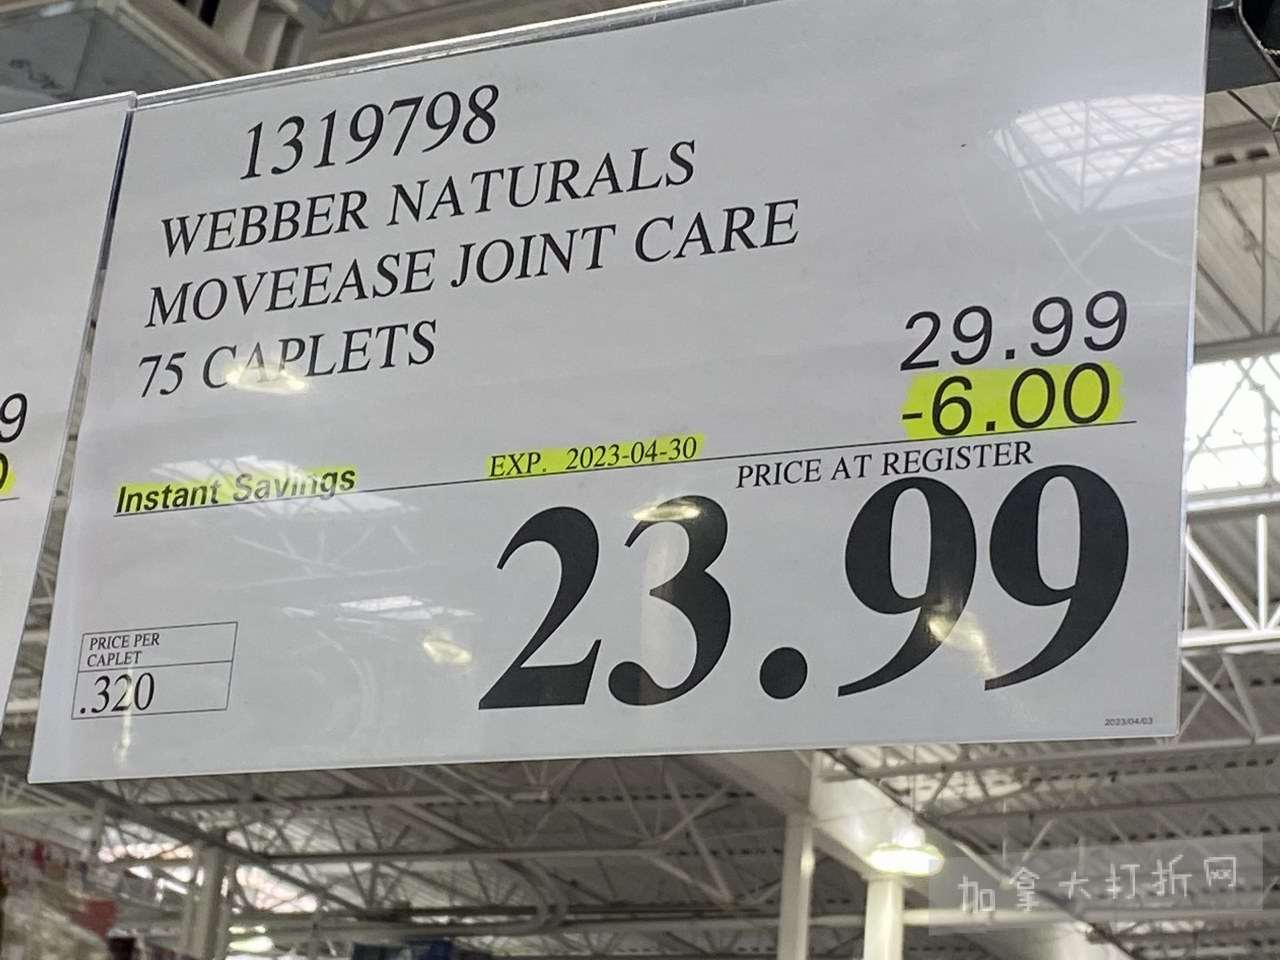 1319798
WEBBER NATURALS
MOVEEASE JOINT CARE
75 CAPLETS
29.99
-6.00
Instant Savings
EXP. 2023-04-30
PRICE AT REGISTER
23.99
PRICE PER
CAPLET
.320
2023/04/03
9
加拿大打折网